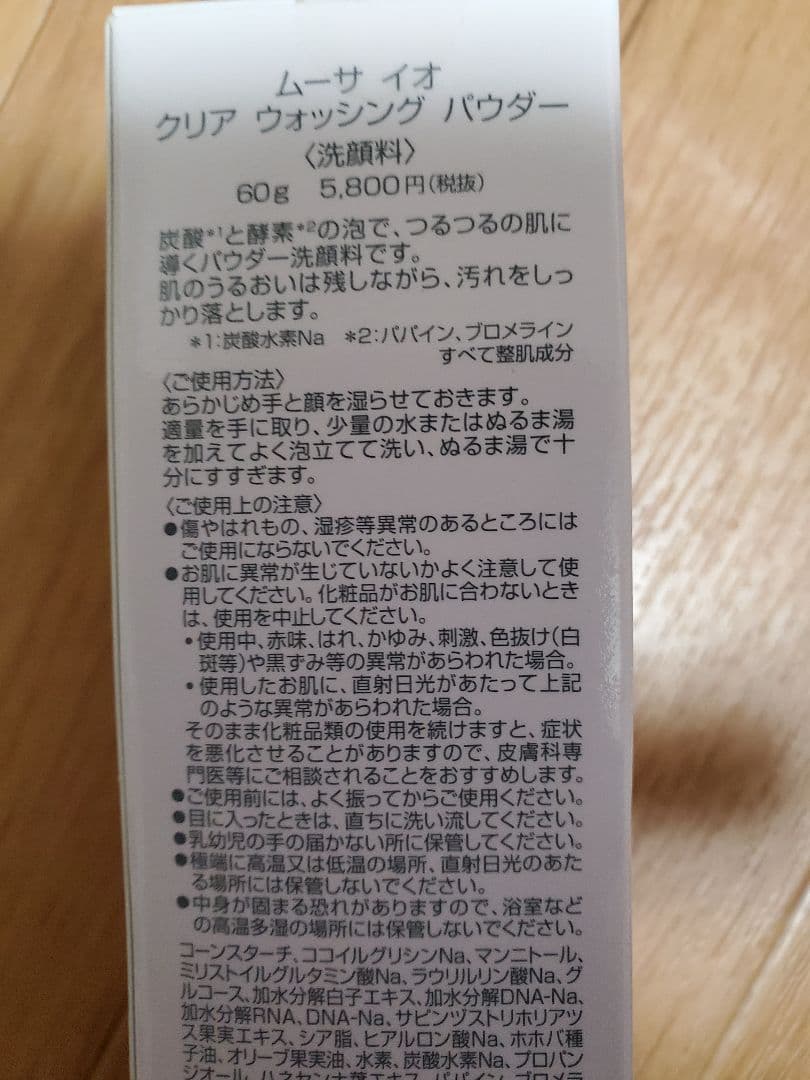 ムーサ イオ
クリア ウォッシング パウダー
〈洗顔料〉
60g 5,800円(税抜)
炭酸*1と酵素*2の泡で、つるつるの肌に
導くパウダー洗顔料です。
肌のうるおいは残しながら、汚れをしっ
かり落とします。
*1:炭酸水素Na *2:パパイン、ブロメライン
すべて整肌成分
〈ご使用方法〉
あらかじめ手と顔を湿らせておきます。
適量を手に取り、少量の水またはぬるま湯
を加えてよく泡立てて洗い、ぬるま湯で十
分にすすぎます。
〈ご使用上の注意〉
●傷やはれもの、湿疹等異常のあるところには
ご使用にならないでください。
●お肌に異常が生じていないかよく注意して使
用してください。化粧品がお肌に合わないとき
は、使用を中止してください。
・使用中、赤味、はれ、かゆみ、刺激、色抜け(白
斑等)や黒ずみ等の異常があらわれた場合。
・使用したお肌に、直射日光があたって上記
のような異常があらわれた場合。
そのまま化粧品類の使用を続けますと、症状
を悪化させることがありますので、皮膚科専
門医等にご相談されることをおすすめします。
●ご使用前には、よく振ってからご使用ください。
●目に入ったときは、直ちに洗い流してください。
●乳幼児の手の届かない所に保管してください。
●極端に高温又は低温の場所、直射日光のあた
る場所には保管しないでください。
●中身が固まる恐れがありますので、浴室など
の高温多湿の場所には保管しないでください。
コーンスターチ、ココイルグリシンNa、マンニトール、
ミリストイルグルタミン酸Na、ラウリルリン酸Na、グ
ルコース、加水分解白子エキス、加水分解DNA-Na、
加水分解RNA、DNA-Na、サピンヅストリホリアツ
ス果実エキス、シア脂、ヒアルロン酸Na、ホホバ種
子油、オリーブ果実油、水素、炭酸水素Na、プロパン
ジオール、ハネセンナ葉エキス、パパイン、ブロメラ